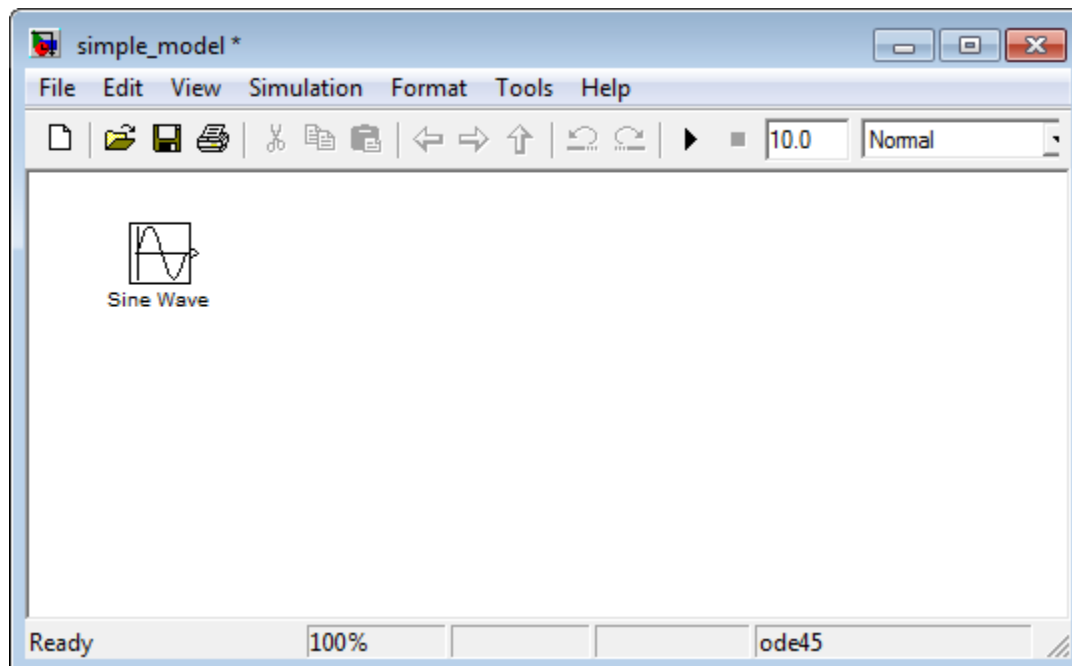 simple_model *
File Edit View Simulation Format Tools Help
10.0 Normal
Sine Wave
Ready 100% ode45